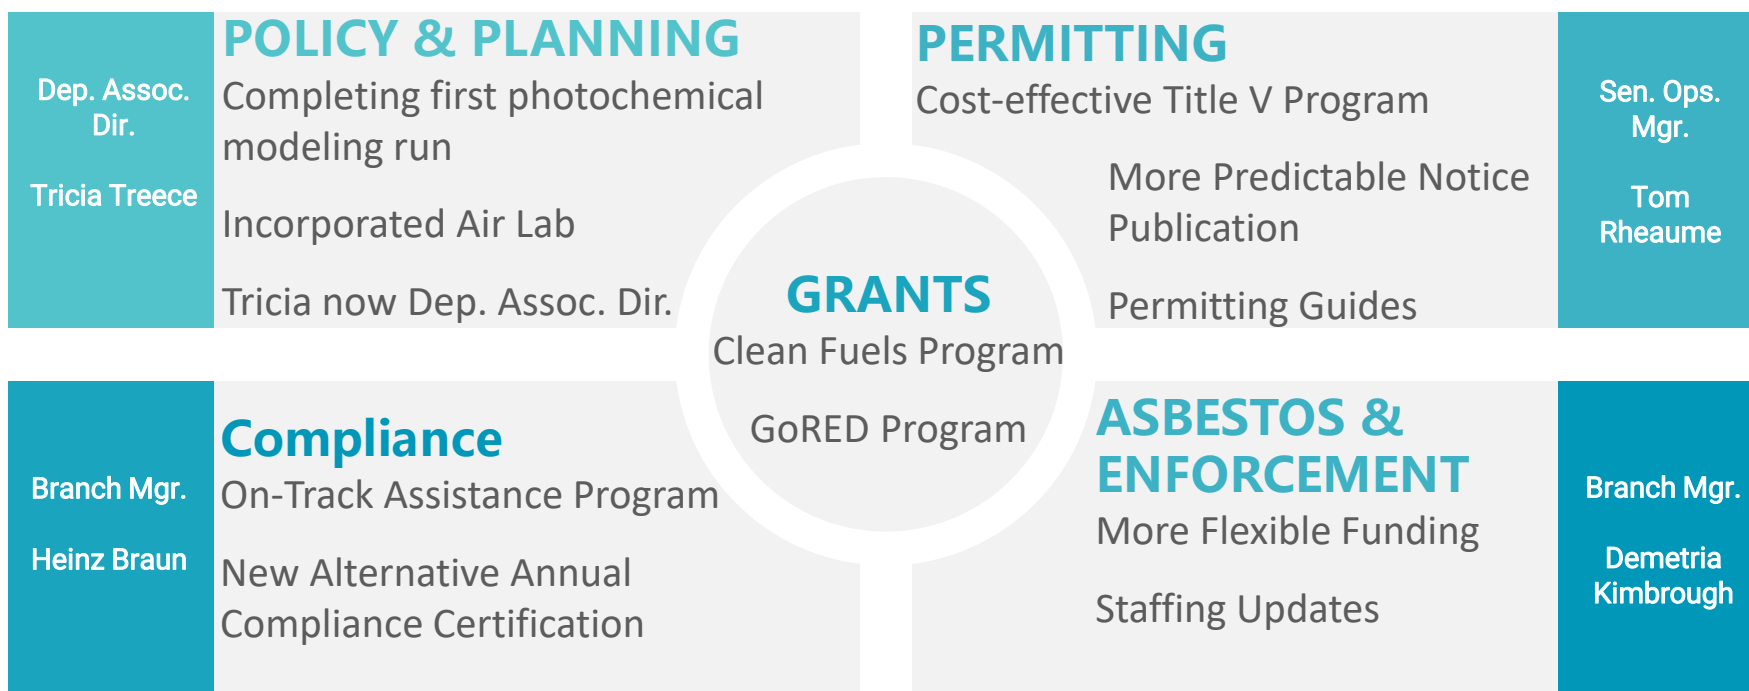 Dep. Assoc.
Dir.
Tricia Treece
POLICY & PLANNING
Completing first photochemical
modeling run
Incorporated Air Lab
Tricia now Dep. Assoc. Dir.
PERMITTING
Cost-effective Title V Program
More Predictable Notice
Publication
Permitting Guides
Sen. Ops.
Mgr.
Tom
Rheaume
GRANTS
Clean Fuels Program
GoRED Program
Branch Mgr.
Heinz Braun
Compliance
On-Track Assistance Program
New Alternative Annual
Compliance Certification
ASBESTOS &
ENFORCEMENT
More Flexible Funding
Staffing Updates
Branch Mgr.
Demetria
Kimbrough